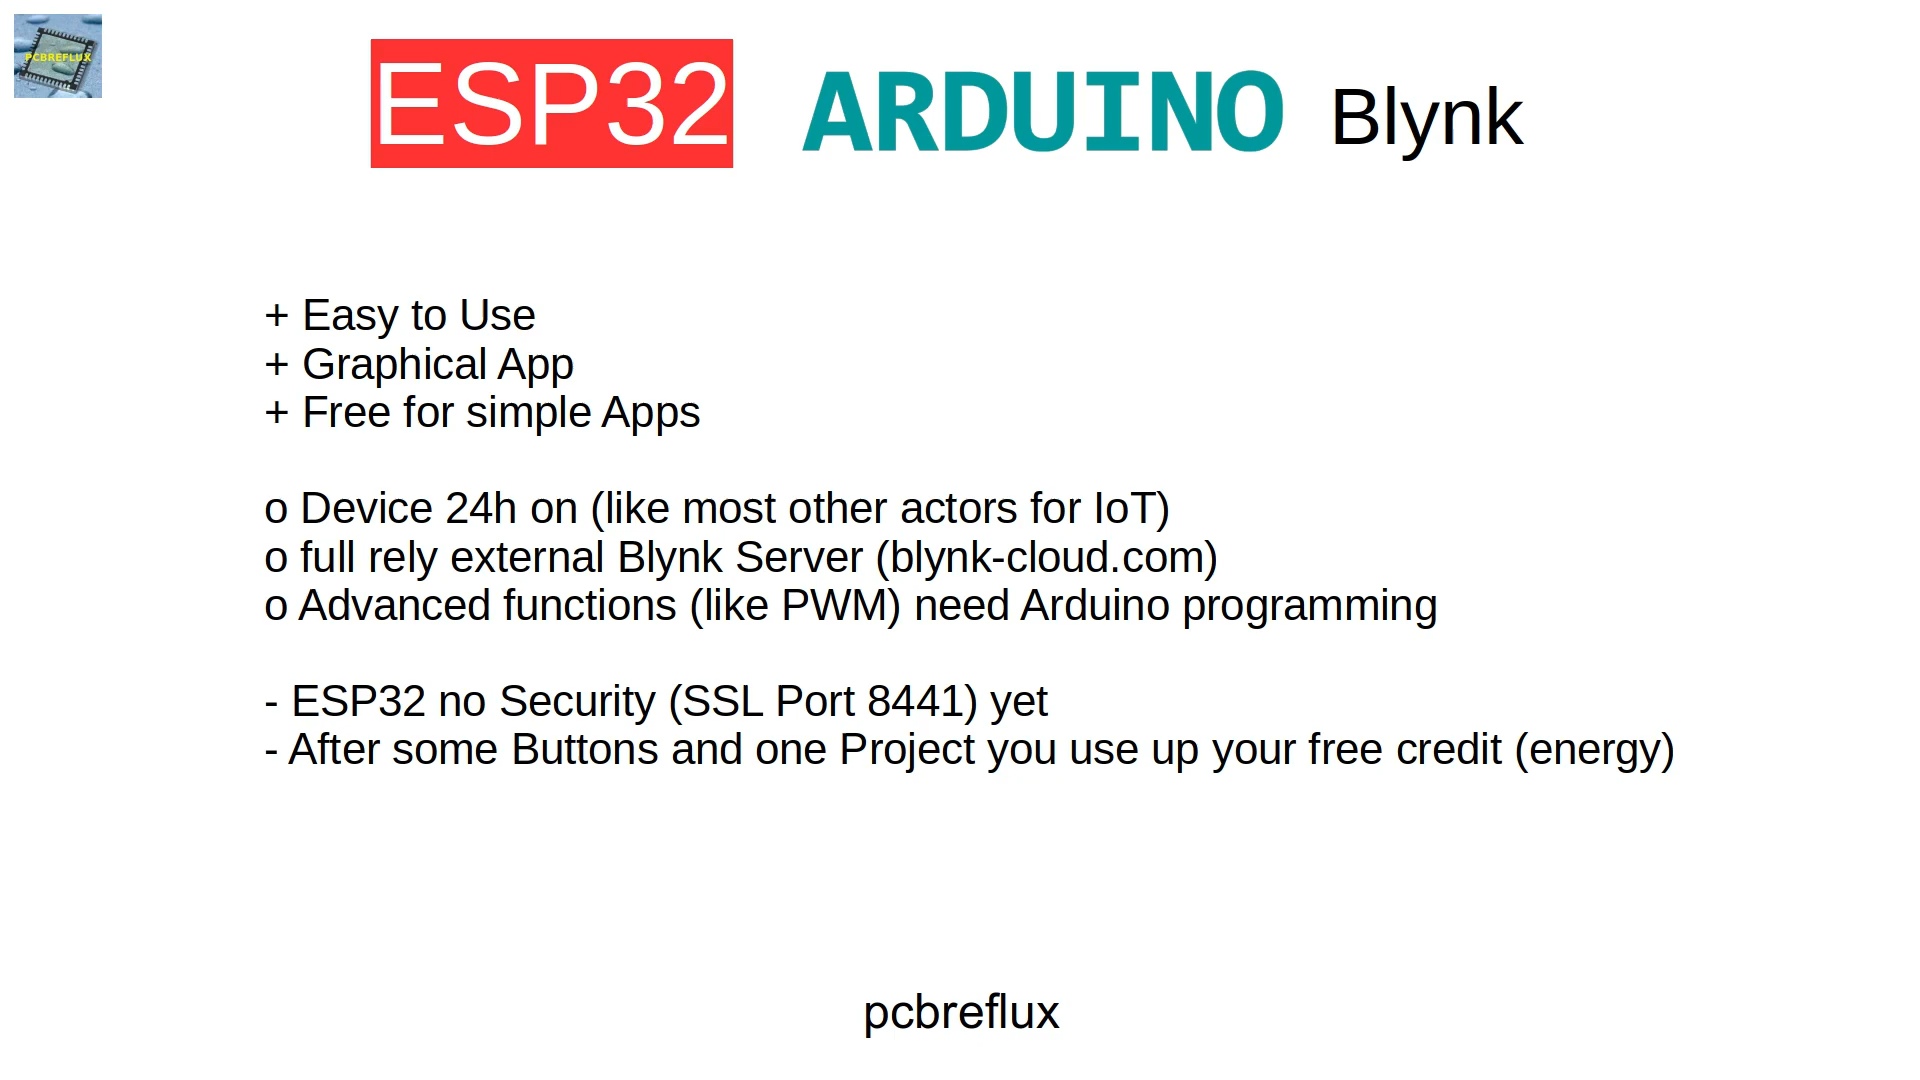 PCBREFLUX
ESP32 ARDUINO Blynk
+ Easy to Use
+ Graphical App
+ Free for simple Apps
o Device 24h on (like most other actors for IoT)
o full rely external Blynk Server (blynk-cloud.com)
o Advanced functions (like PWM) need Arduino programming
- ESP32 no Security (SSL Port 8441) yet
- After some Buttons and one Project you use up your free credit (energy)
pcbreflux